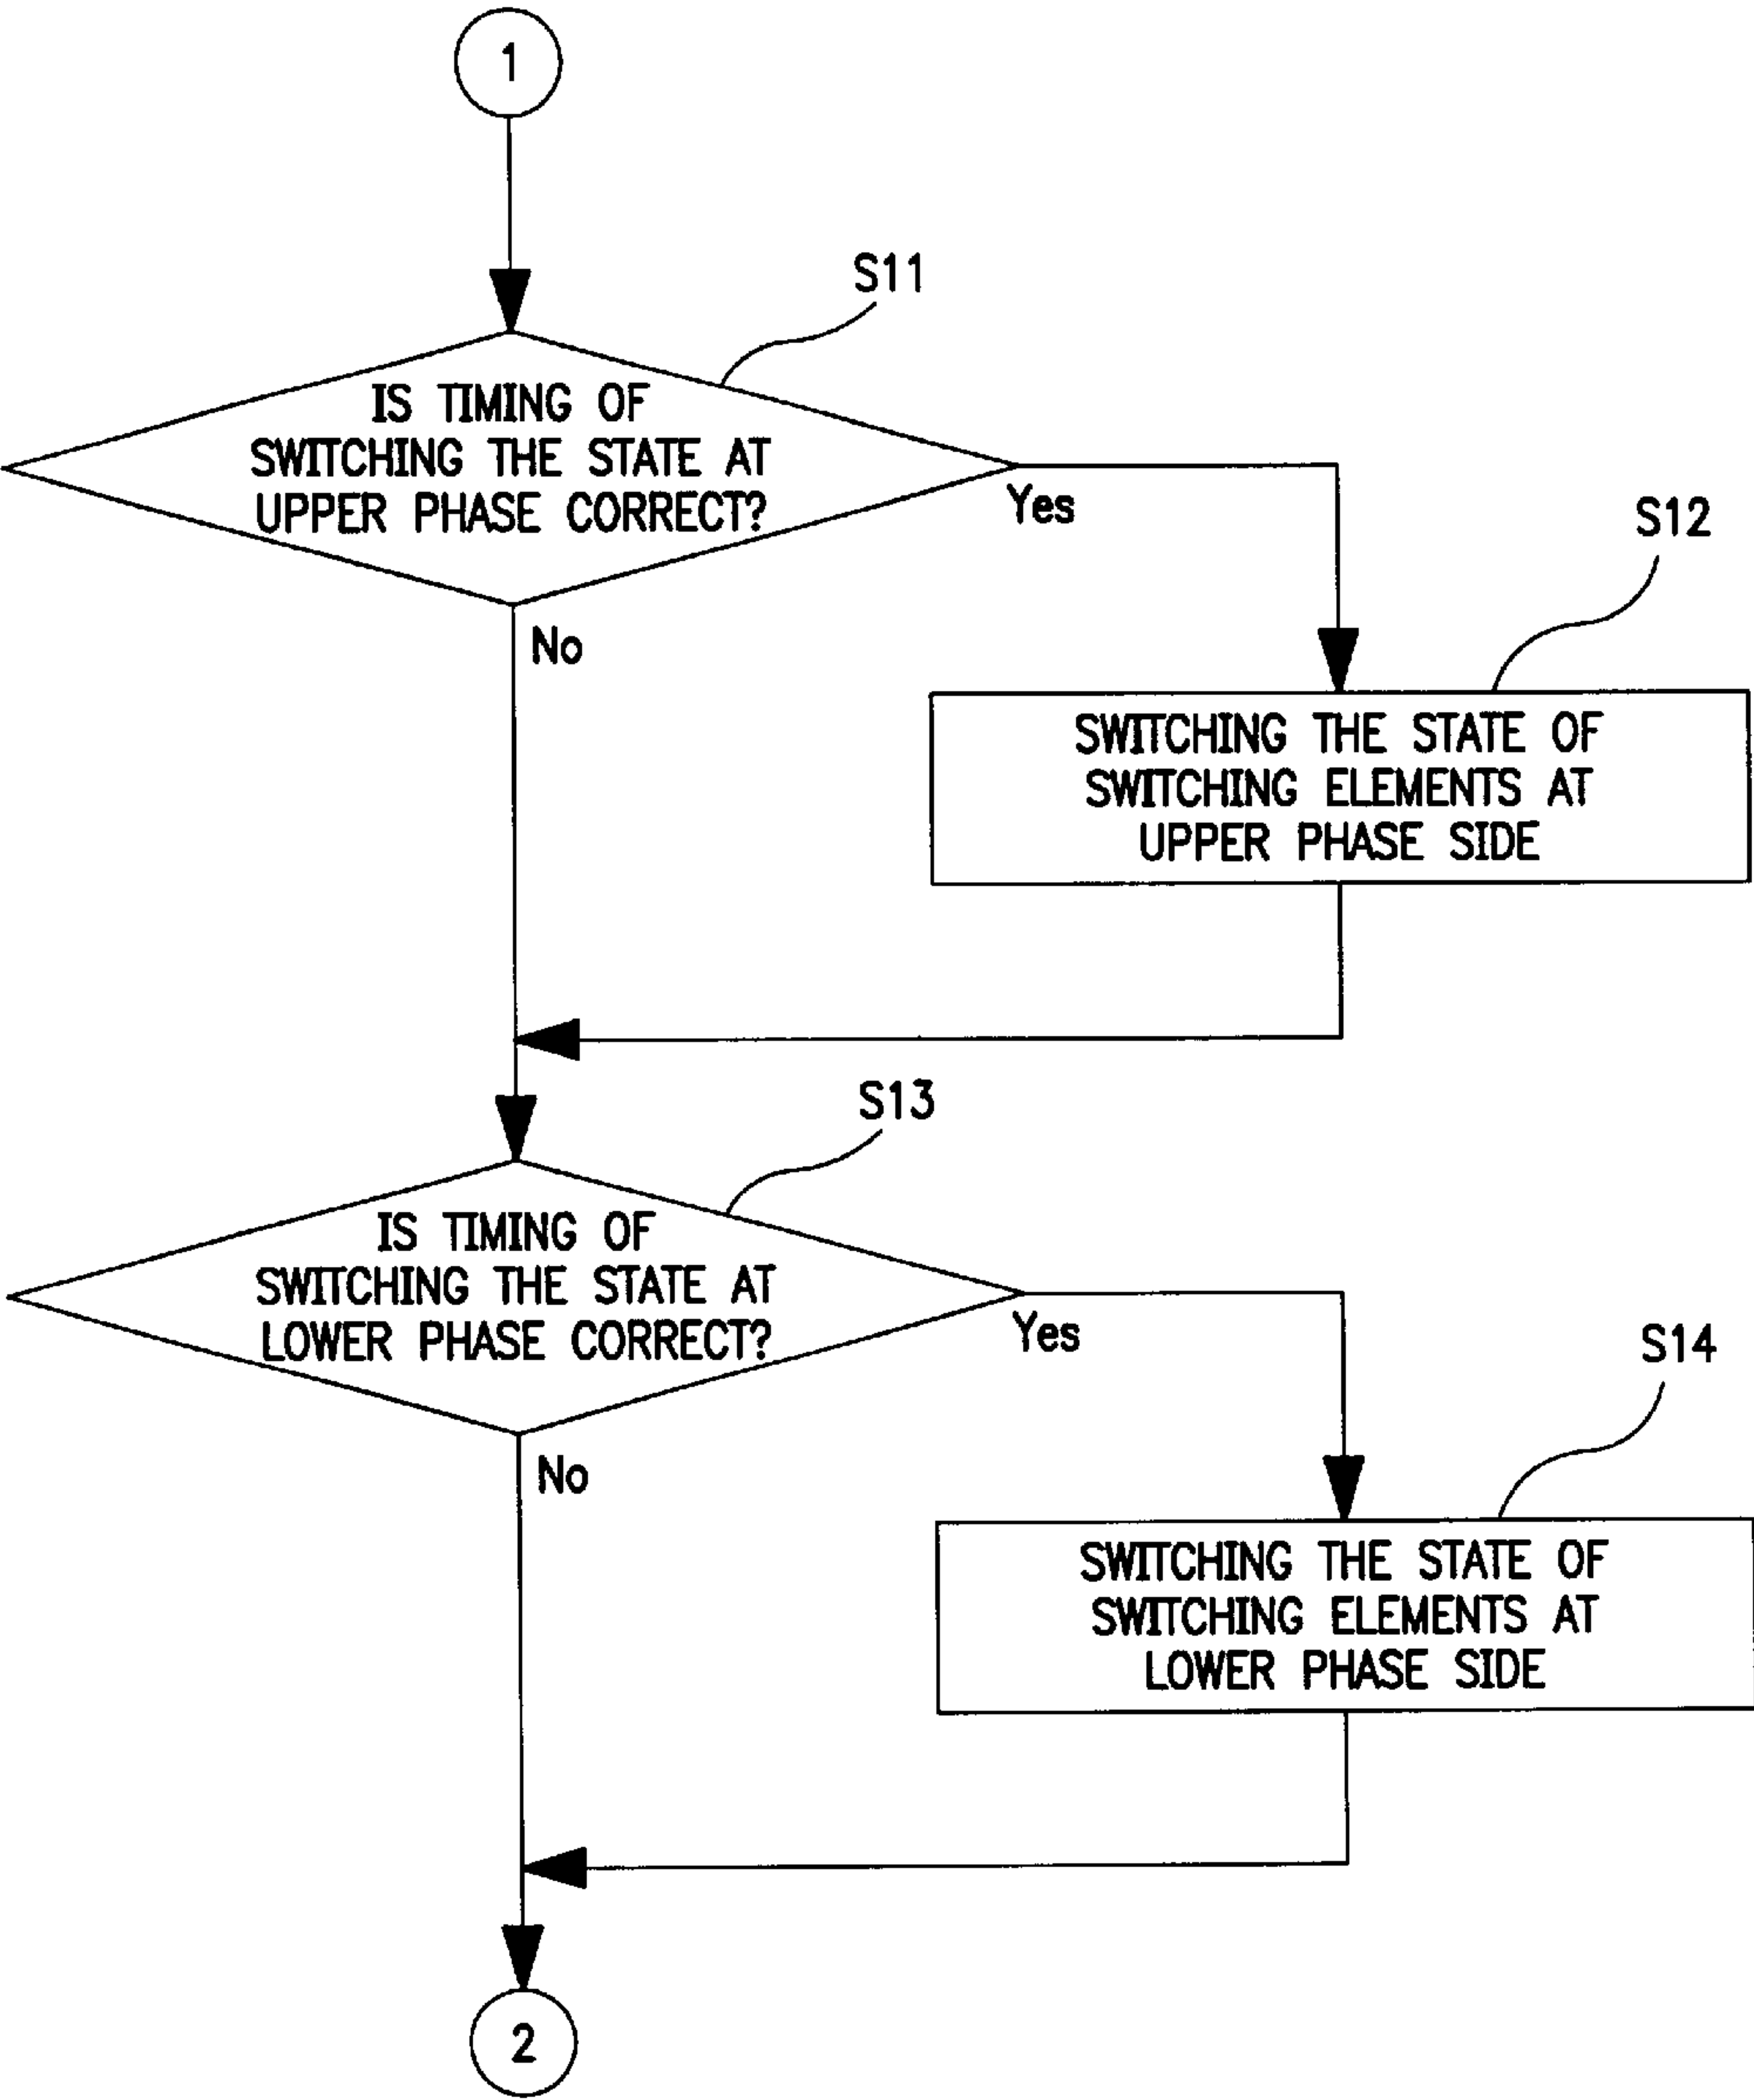 1
S11
IS TIMING OF
SWITCHING THE STATE AT
UPPER PHASE CORRECT?
Yes
No
S12
SWITCHING THE STATE OF
SWITCHING ELEMENTS AT
UPPER PHASE SIDE
S13
IS TIMING OF
SWITCHING THE STATE AT
LOWER PHASE CORRECT?
Yes
No
S14
SWITCHING THE STATE OF
SWITCHING ELEMENTS AT
LOWER PHASE SIDE
2